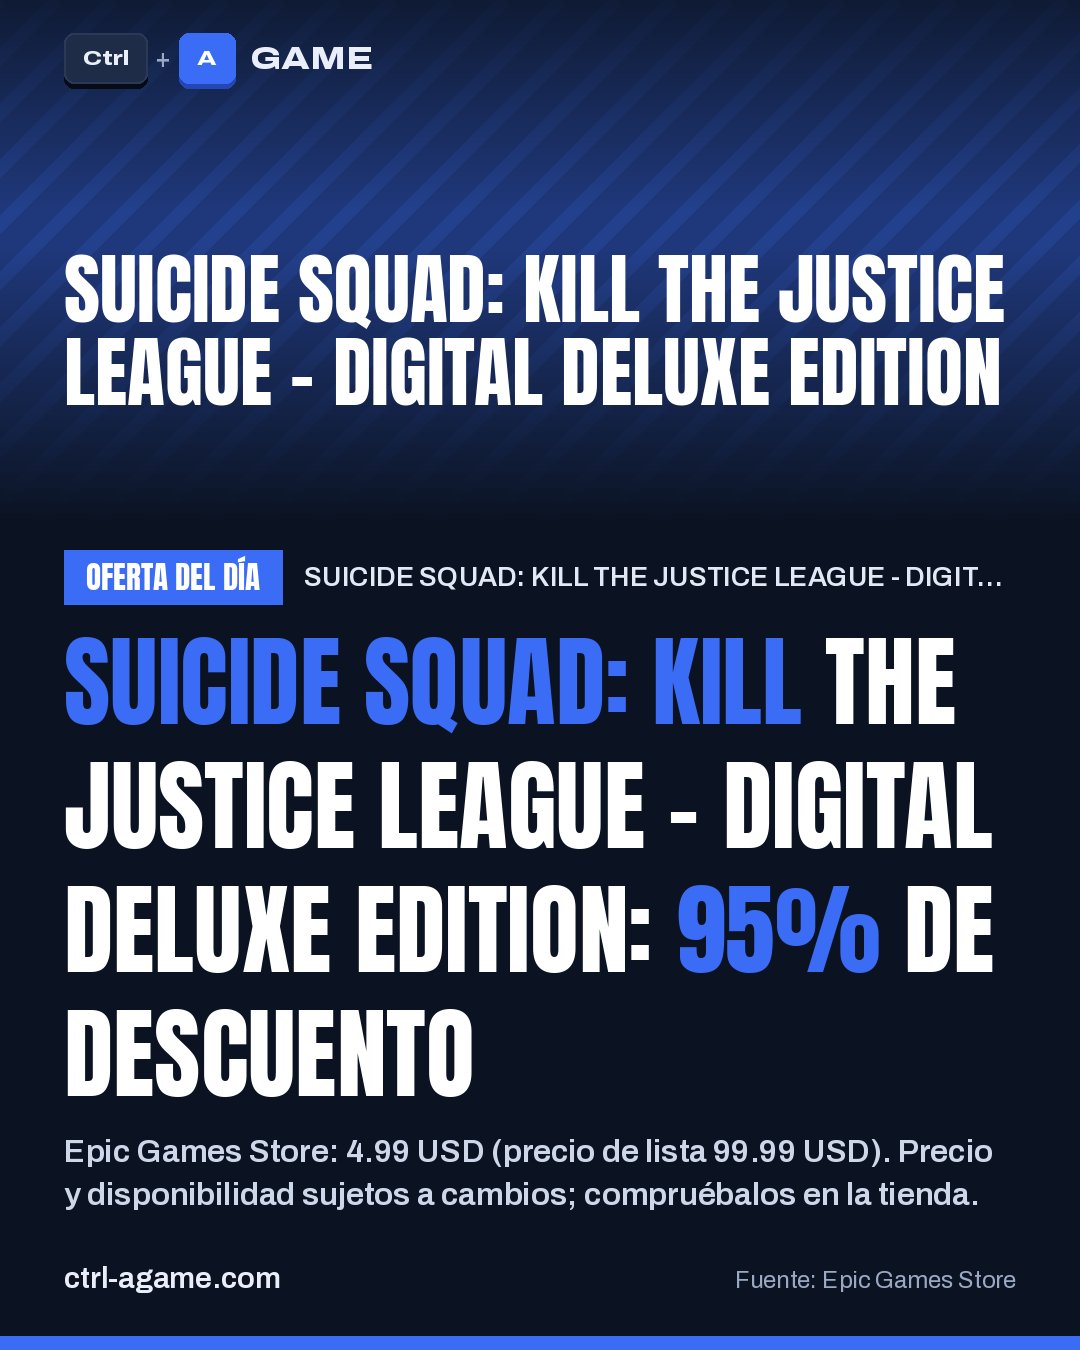 Ctrl + A GAME
SUICIDE SQUAD: KILL THE JUSTICE
LEAGUE - DIGITAL DELUXE EDITION
OFERTA DEL DÍA SUICIDE SQUAD: KILL THE JUSTICE LEAGUE - DIGIT...
SUICIDE SQUAD: KILL THE
JUSTICE LEAGUE - DIGITAL
DELUXE EDITION: 95% DE
DESCUENTO
Epic Games Store: 4.99 USD (precio de lista 99.99 USD). Precio
y disponibilidad sujetos a cambios; compruébalos en la tienda.
ctrl-agame.com Fuente: Epic Games Store